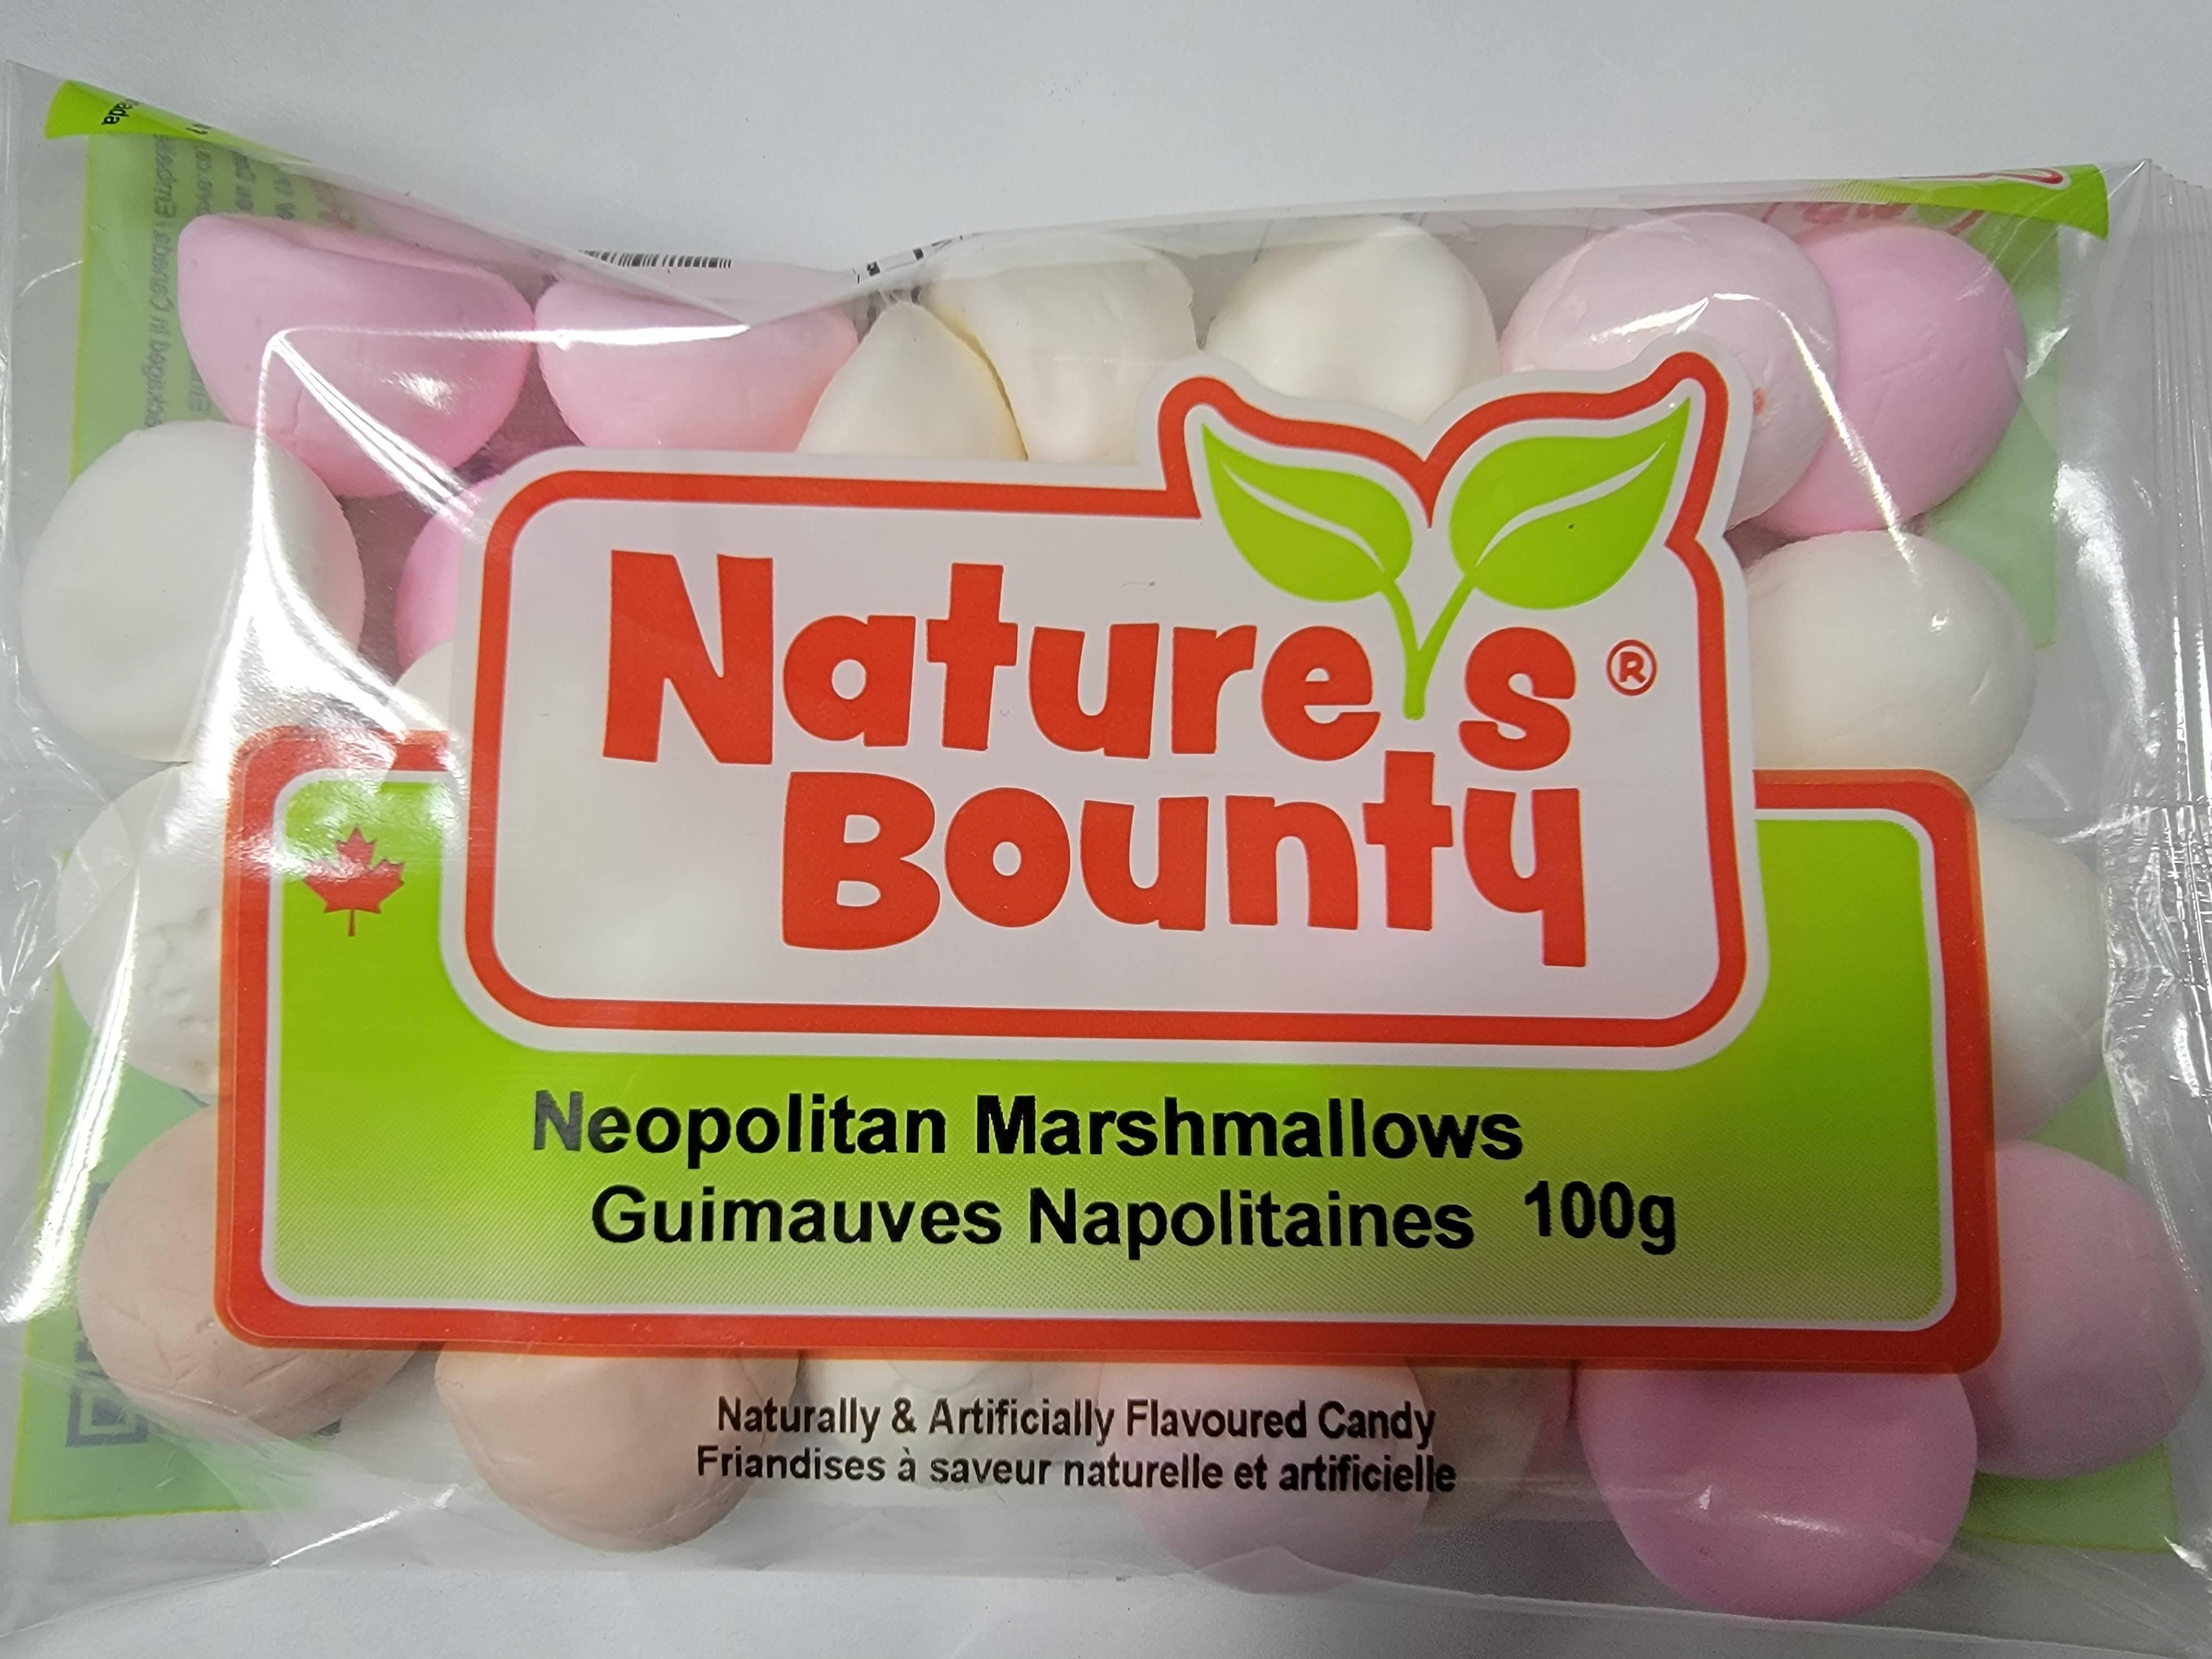 Nature's®
Bounty
Neopolitan Marshmallows
Guimauves Napolitaines 100g
Naturally & Artificially Flavoured Candy
Friandises à saveur naturelle et artificielle